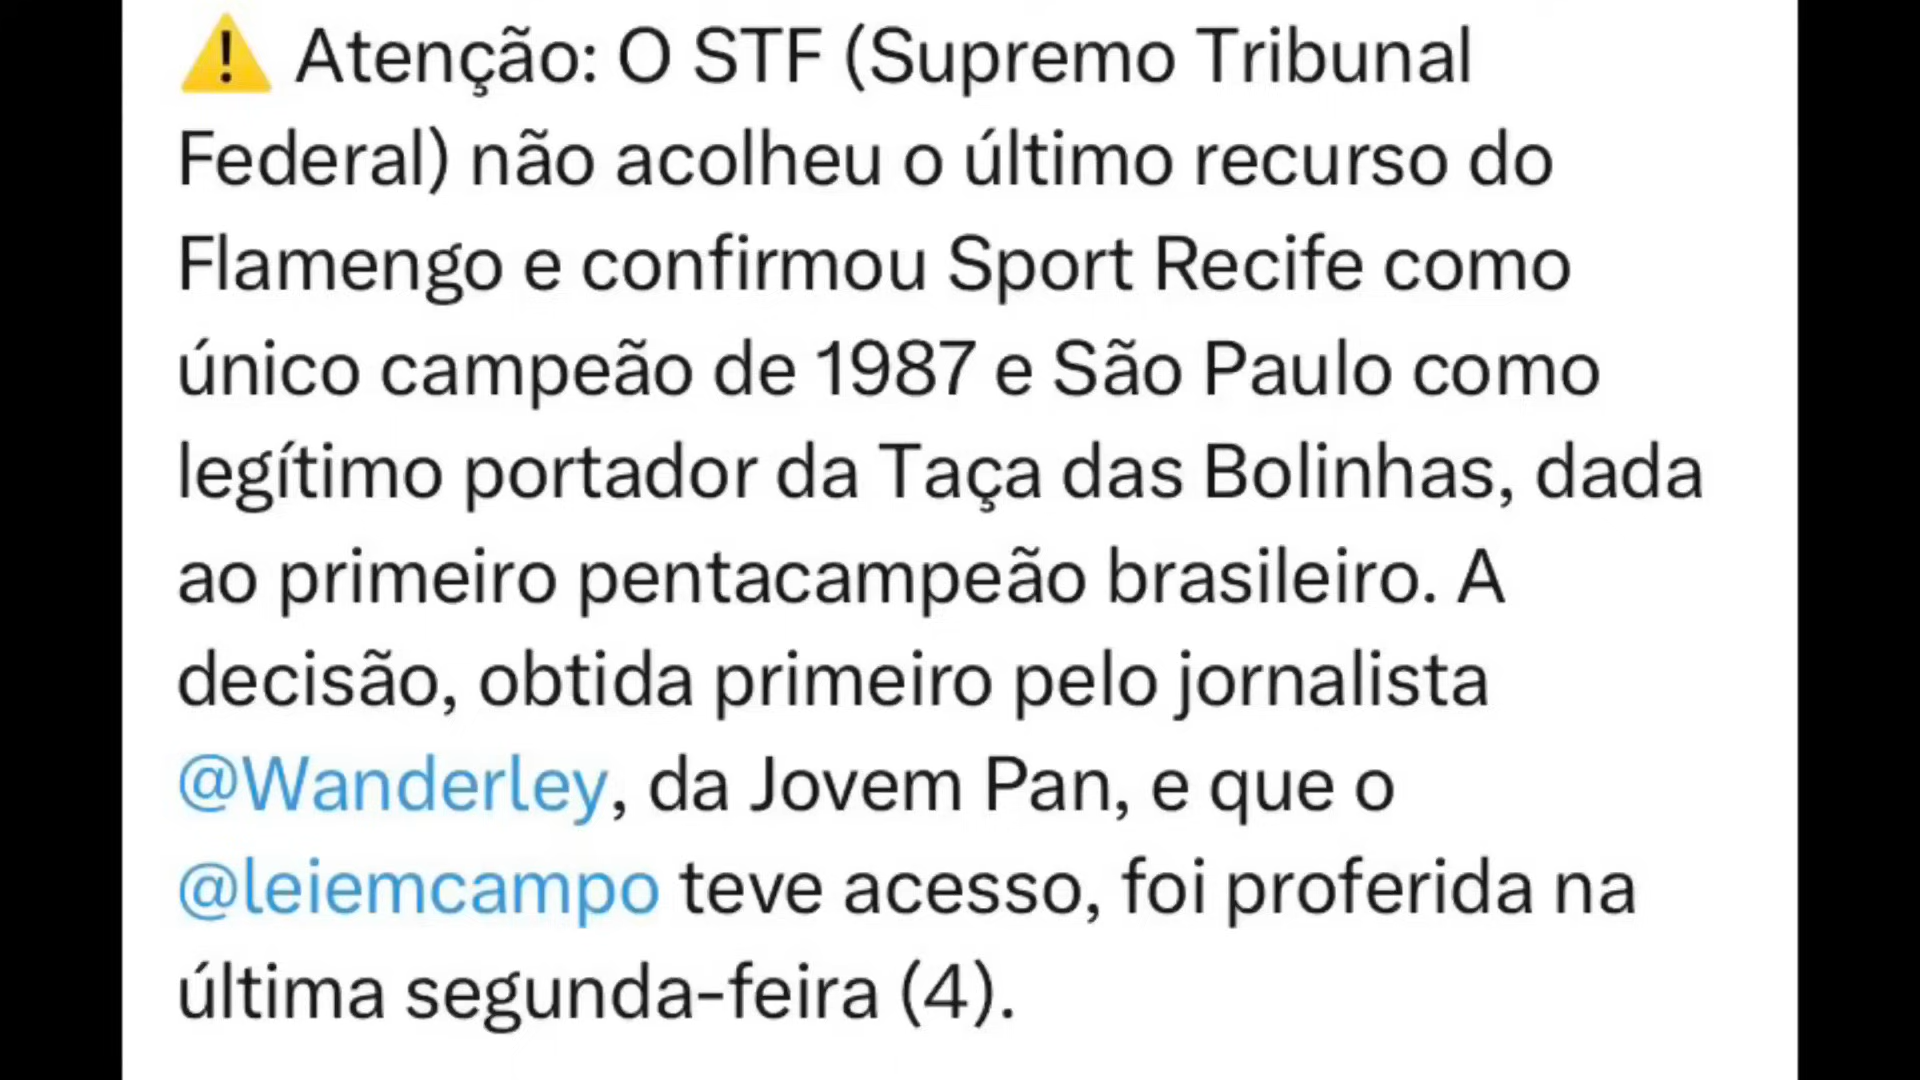 ⚠️ Atenção: O STF (Supremo Tribunal
Federal) não acolheu o último recurso do
Flamengo e confirmou Sport Recife como
único campeão de 1987 e São Paulo como
legítimo portador da Taça das Bolinhas, dada
ao primeiro pentacampeão brasileiro. A
decisão, obtida primeiro pelo jornalista
@Wanderley, da Jovem Pan, e que o
@leiemcampo teve acesso, foi proferida na
última segunda-feira (4).